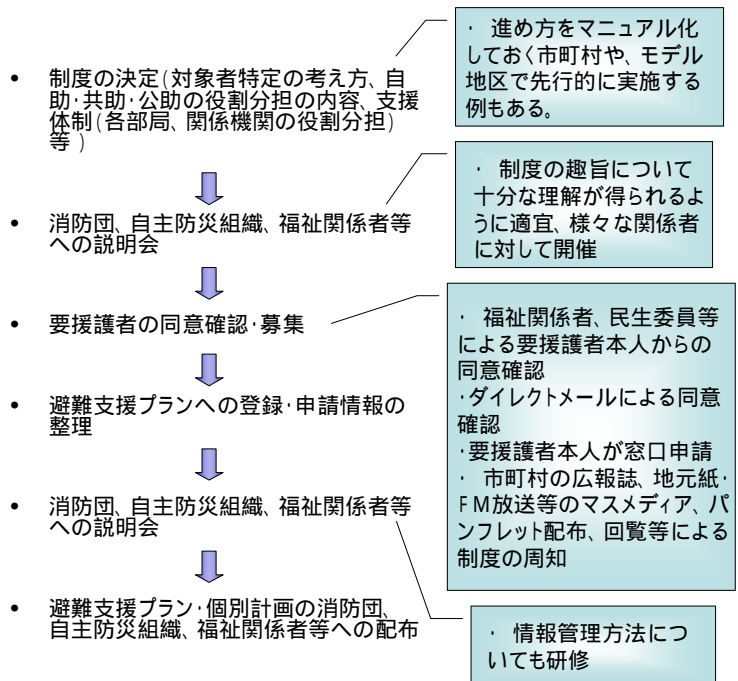 ・ 進め方をマニュアル化
しておく市町村や、モデル
地区で先行的に実施する
例もある。
• 制度の決定(対象者特定の考え方、自
助・共助・公助の役割分担の内容、支援
体制(各部局、関係機関の役割分担)
等 )
・ 制度の趣旨について
十分な理解が得られるよ
うに適宜、様々な関係者
に対して開催
• 消防団、自主防災組織、福祉関係者等
への説明会
• 要援護者の同意確認・募集
・ 福祉関係者、民生委員等
による要援護者本人からの
同意確認
・ダイレクトメールによる同意
確認
・要援護者本人が窓口申請
・ 市町村の広報誌、地元紙・
FM放送等のマスメディア、パ
ンフレット配布、回覧等による
制度の周知
• 避難支援プランへの登録・申請情報の
整理
• 消防団、自主防災組織、福祉関係者等
への説明会
• 避難支援プラン・個別計画の消防団、
自主防災組織、福祉関係者等への配布
・ 情報管理方法につ
いても研修